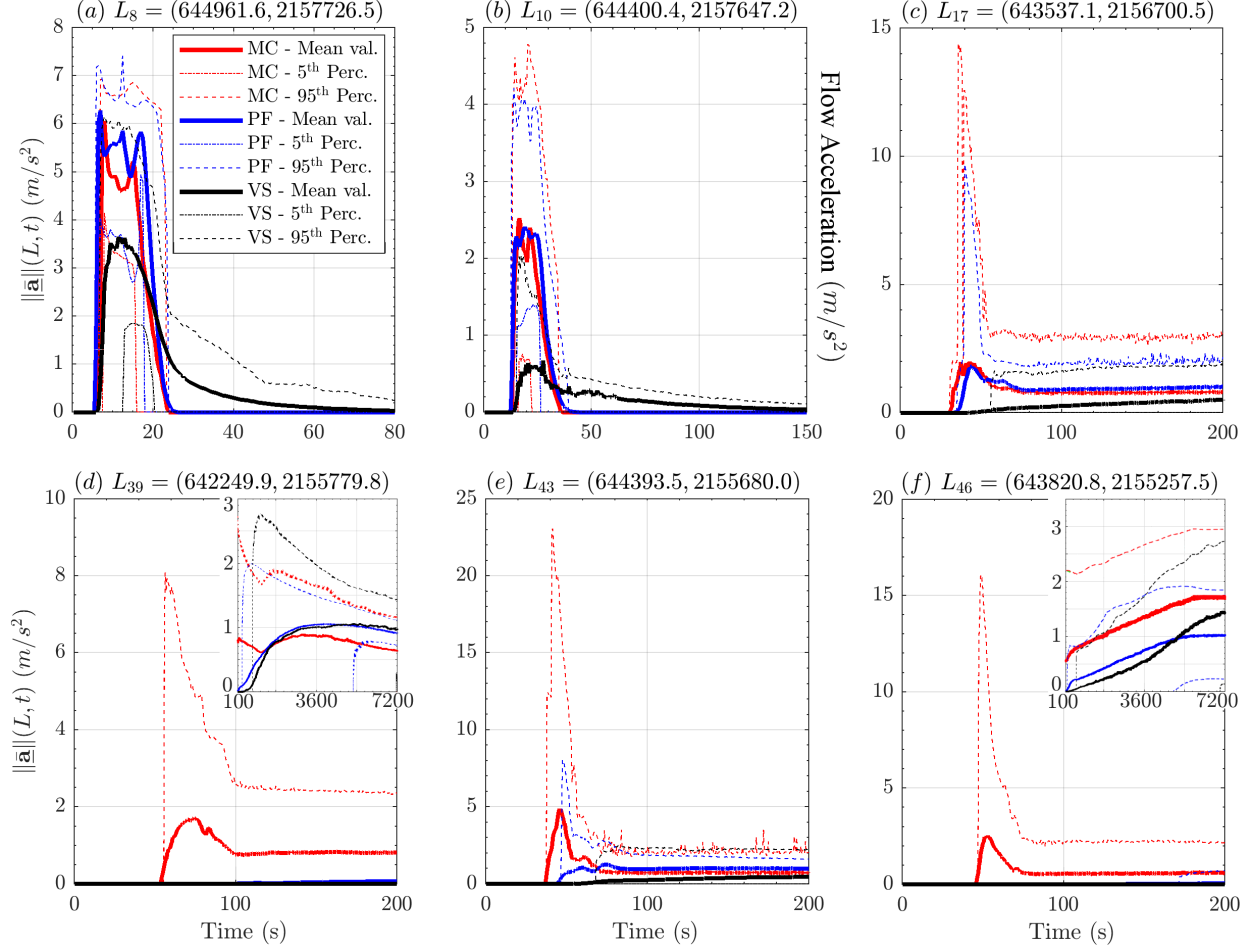 (a) L₈ = (644961.6, 2157726.5)
8
7
6
5
4
3
2
1
0
0 20 40 60 80
||ā̲||(L, t) (m/s²)
MC - Mean val.
MC - 5th Perc.
MC - 95th Perc.
PF - Mean val.
PF - 5th Perc.
PF - 95th Perc.
VS - Mean val.
VS - 5th Perc.
VS - 95th Perc.
(b) L₁₀ = (644400.4, 2157647.2)
5
4
3
2
1
0
0 50 100 150
Flow Acceleration (m/s²)
(c) L₁₇ = (643537.1, 2156700.5)
15
10
5
0
0 100 200
(d) L₃₉ = (642249.9, 2155779.8)
10
8
6
4
2
0
0 100 200
||ā̲||(L, t) (m/s²)
Time (s)
3
2
1
0
100 3600 7200
(e) L₄₃ = (644393.5, 2155680.0)
25
20
15
10
5
0
0 100 200
Time (s)
(f) L₄₆ = (643820.8, 2155257.5)
20
15
10
5
0
0 100 200
Time (s)
3
2
1
0
100 3600 7200